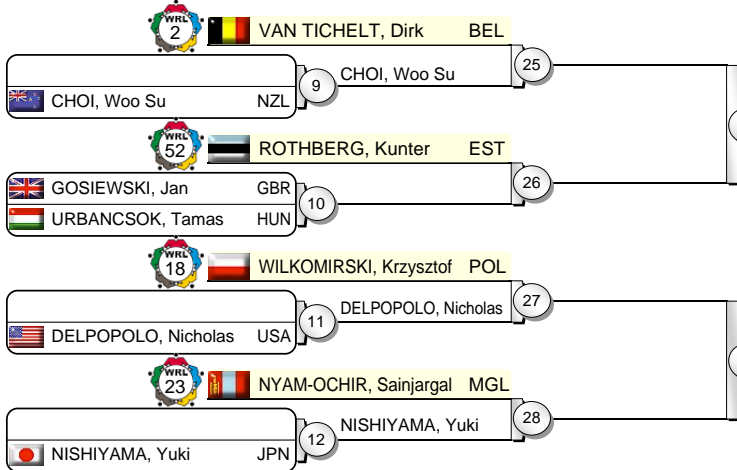 WRL
2
VAN TICHELT, Dirk BEL
25
CHOI, Woo Su
9
CHOI, Woo Su NZL
WRL
52
ROTHBERG, Kunter EST
26
GOSIEWSKI, Jan GBR
10
URBANCSOK, Tamas HUN
WRL
18
WILKOMIRSKI, Krzysztof POL
27
DELPOPOLO, Nicholas
11
DELPOPOLO, Nicholas USA
WRL
23
NYAM-OCHIR, Sainjargal MGL
28
NISHIYAMA, Yuki
12
NISHIYAMA, Yuki JPN